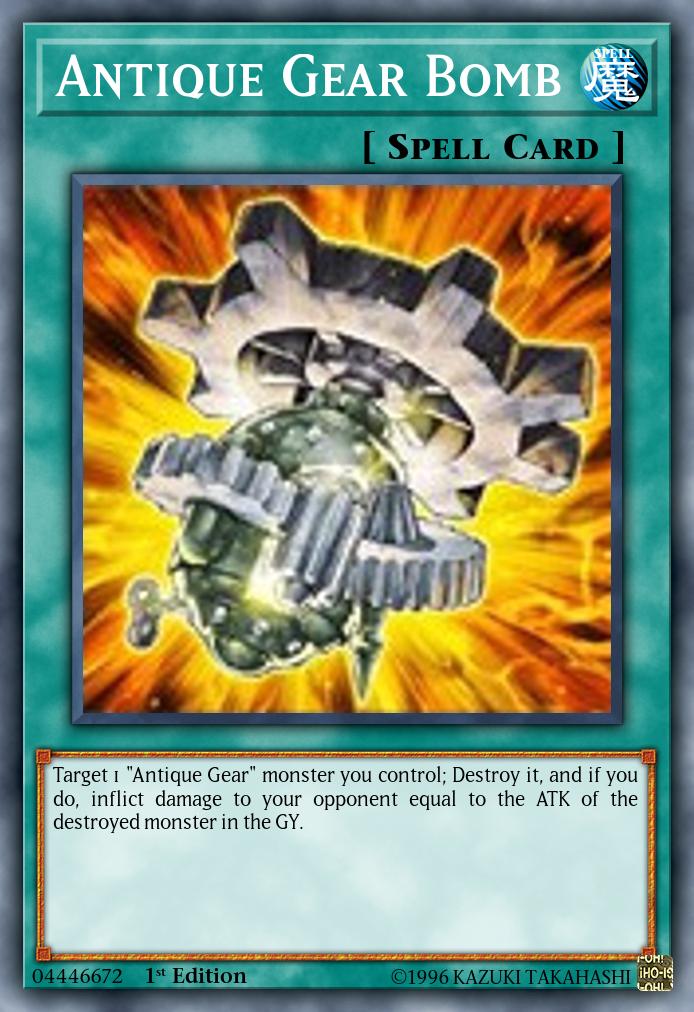 Antique Gear Bomb
SPELL
魔
[ Spell Card ]
Target 1 "Antique Gear" monster you control; Destroy it, and if you
do, inflict damage to your opponent equal to the ATK of the
destroyed monster in the GY.
04446672 1st Edition ©1996 KAZUKI TAKAHASHI